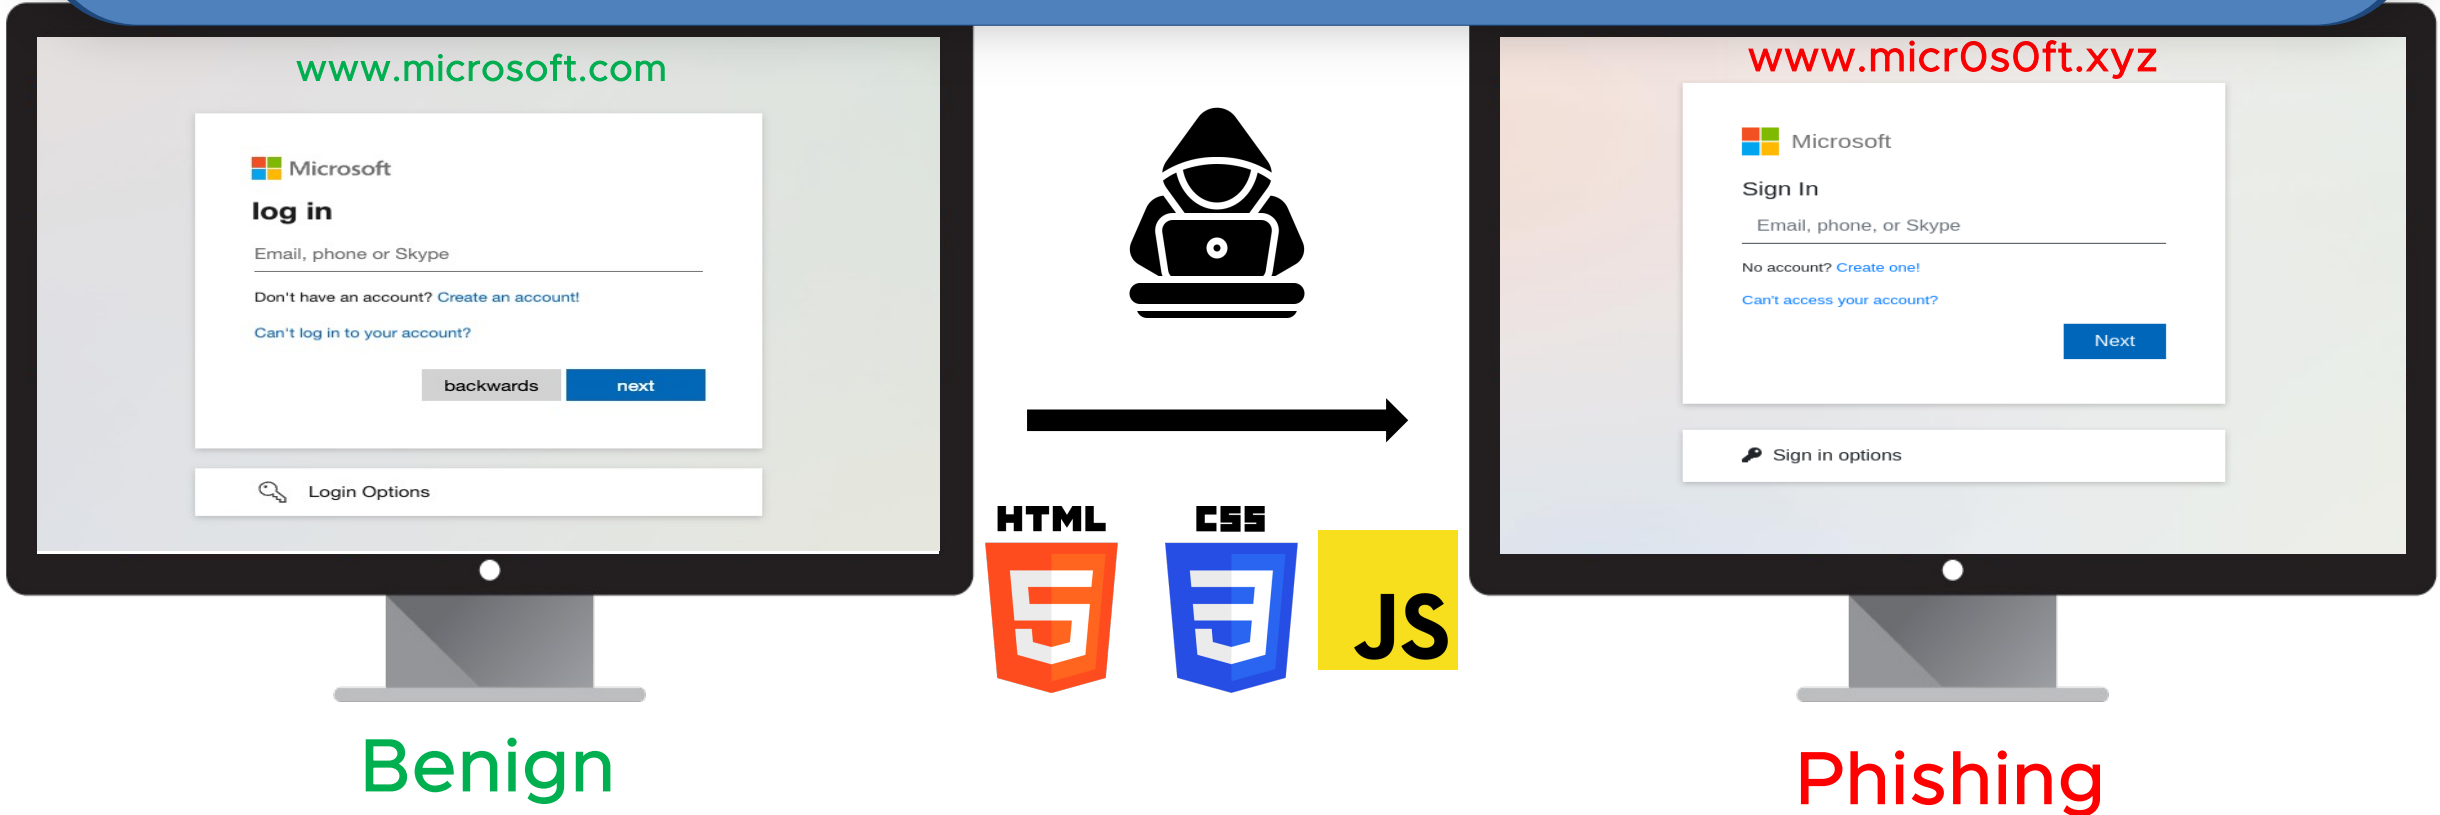 www.microsoft.com
Microsoft
log in
Email, phone or Skype
Don't have an account? Create an account!
Can't log in to your account?
backwards
next
Login Options
Benign
HTML
5
CSS
3
JS
www.micr0s0ft.xyz
Microsoft
Sign In
Email, phone, or Skype
No account? Create one!
Can't access your account?
Next
Sign in options
Phishing